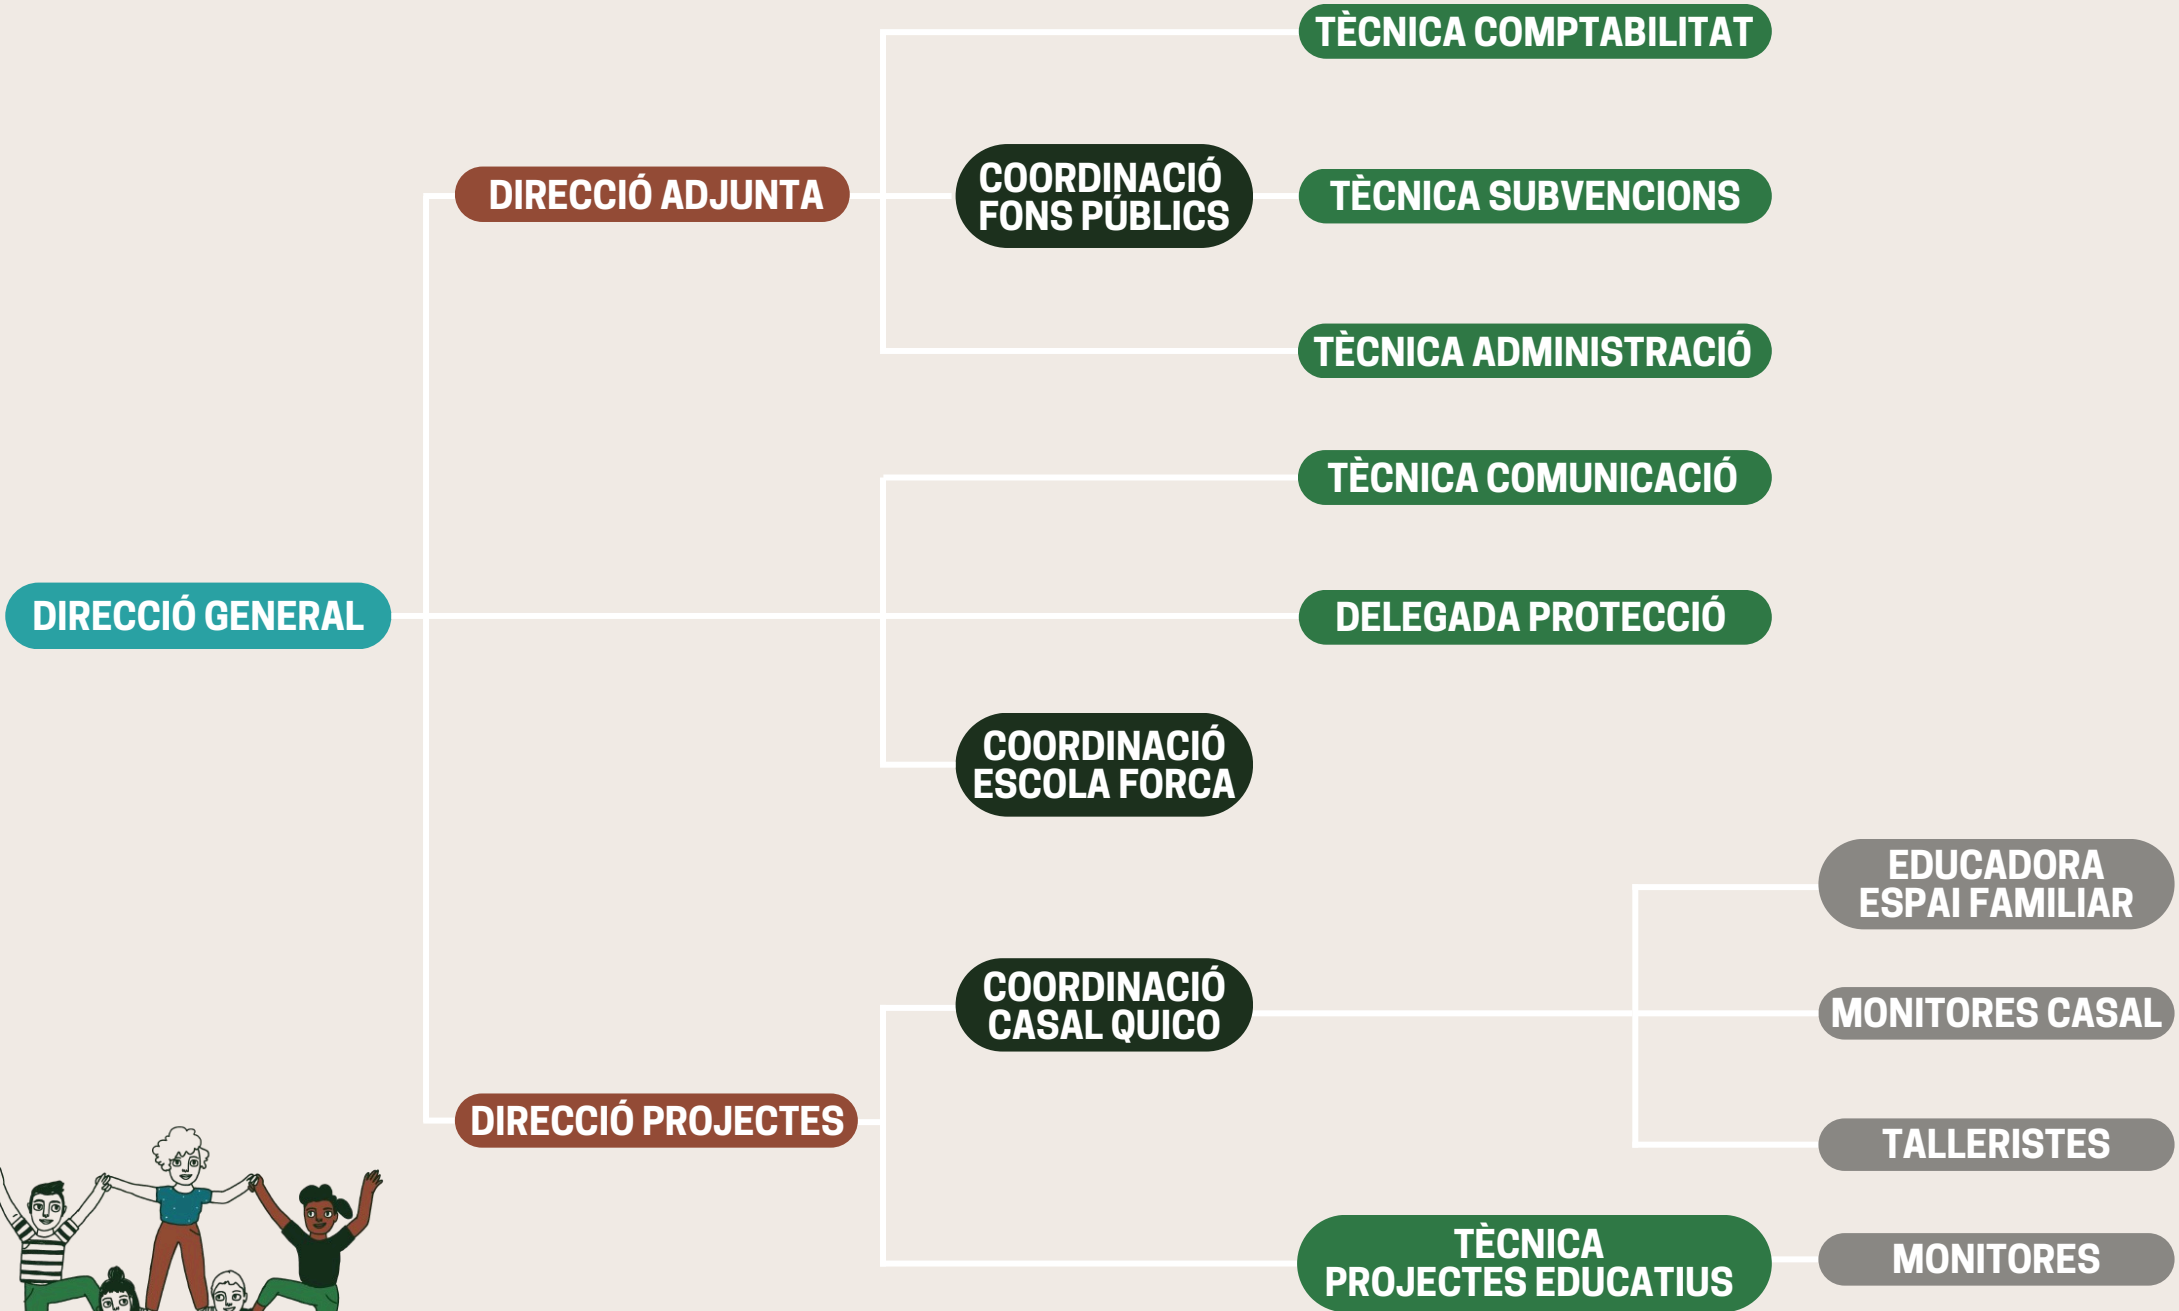 TÈCNICA COMPTABILITAT
DIRECCIÓ ADJUNTA
COORDINACIÓ
FONS PÚBLICS
TÈCNICA SUBVENCIONS
TÈCNICA ADMINISTRACIÓ
TÈCNICA COMUNICACIÓ
DIRECCIÓ GENERAL
DELEGADA PROTECCIÓ
COORDINACIÓ
ESCOLA FORCA
EDUCADORA
ESPAI FAMILIAR
COORDINACIÓ
CASAL QUICO
MONITORES CASAL
DIRECCIÓ PROJECTES
TALLERISTES
TÈCNICA
PROJECTES EDUCATIUS
MONITORES